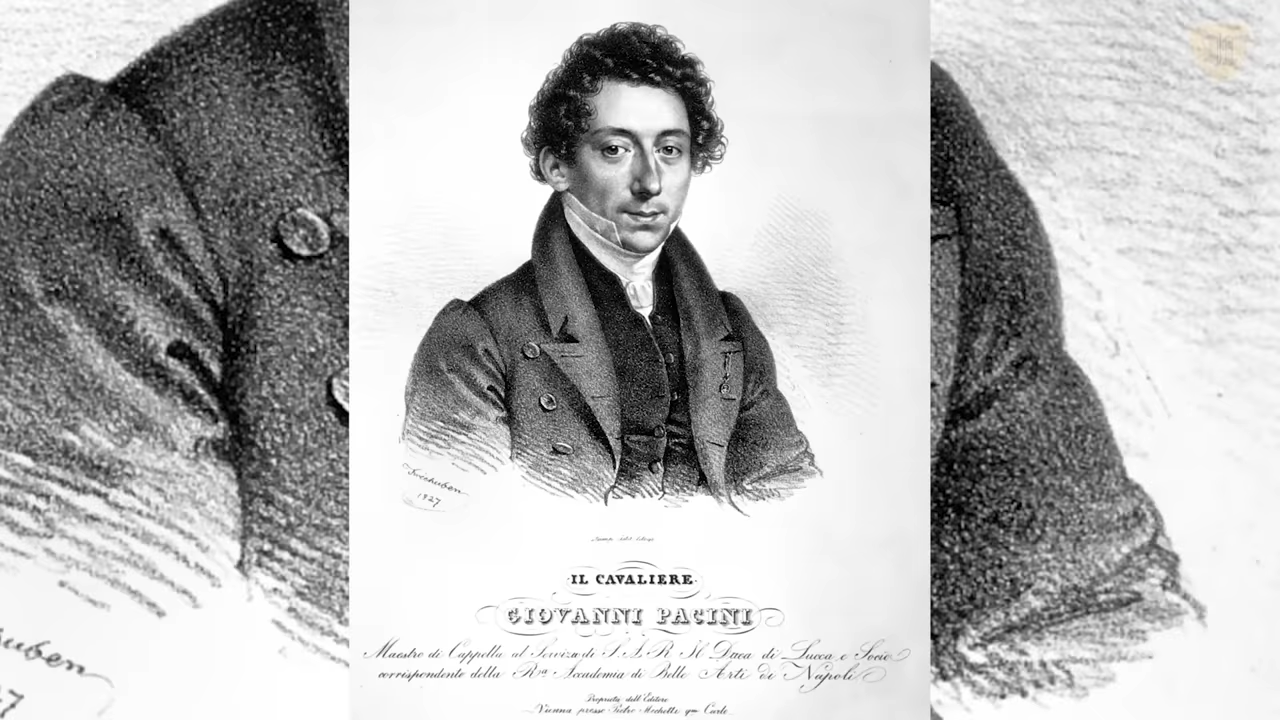 Kriehuber
1827
IL CAVALIERE
GIOVANNI PACINI
Maestro di Cappella al Servizio di S. A. R. Il Duca di Lucca e Socio
corrispondente della R.a Accademia di Belle Arti di Napoli
Proprietà dell'Editore
Vienna presso Pietro Mechetti qm Carlo